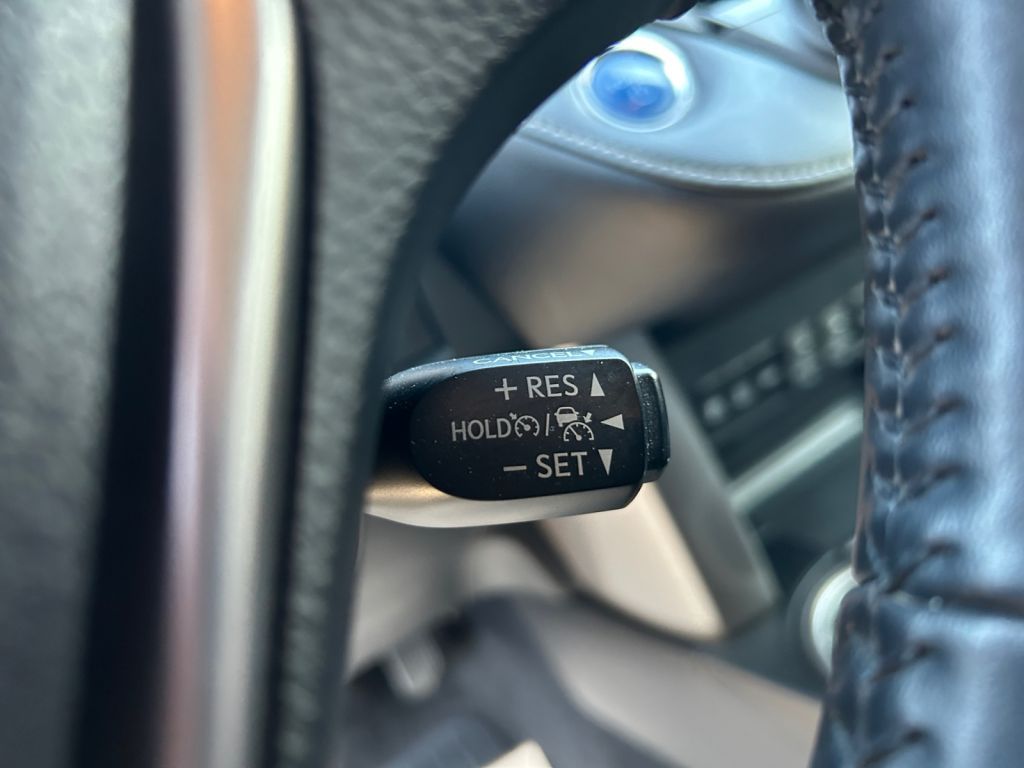 CANCEL▼
+ RES ▲
HOLD / ◀
− SET ▼